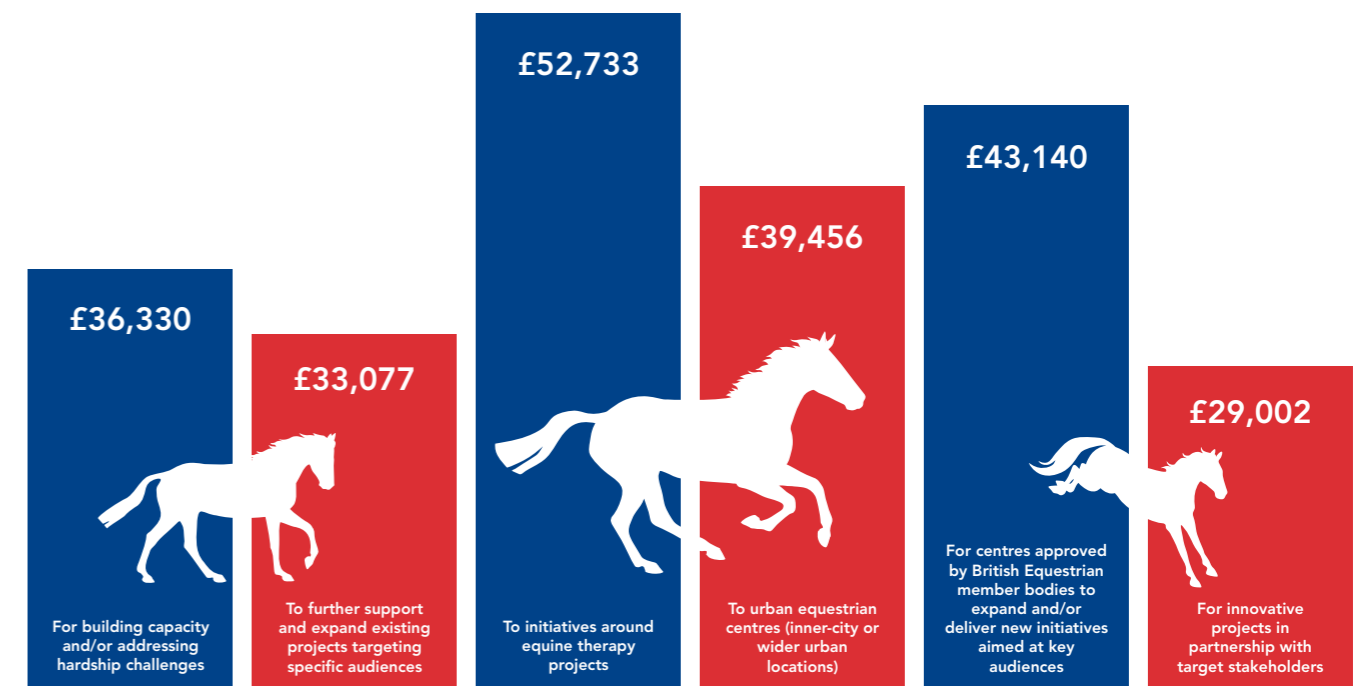 £36,330
For building capacity
and/or addressing
hardship challenges
£33,077
To further support
and expand existing
projects targeting
specific audiences
£52,733
To initiatives around
equine therapy
projects
£39,456
To urban equestrian
centres (inner-city or
wider urban
locations)
£43,140
For centres approved
by British Equestrian
member bodies to
expand and/or
deliver new initiatives
aimed at key
audiences
£29,002
For innovative
projects in
partnership with
target stakeholders